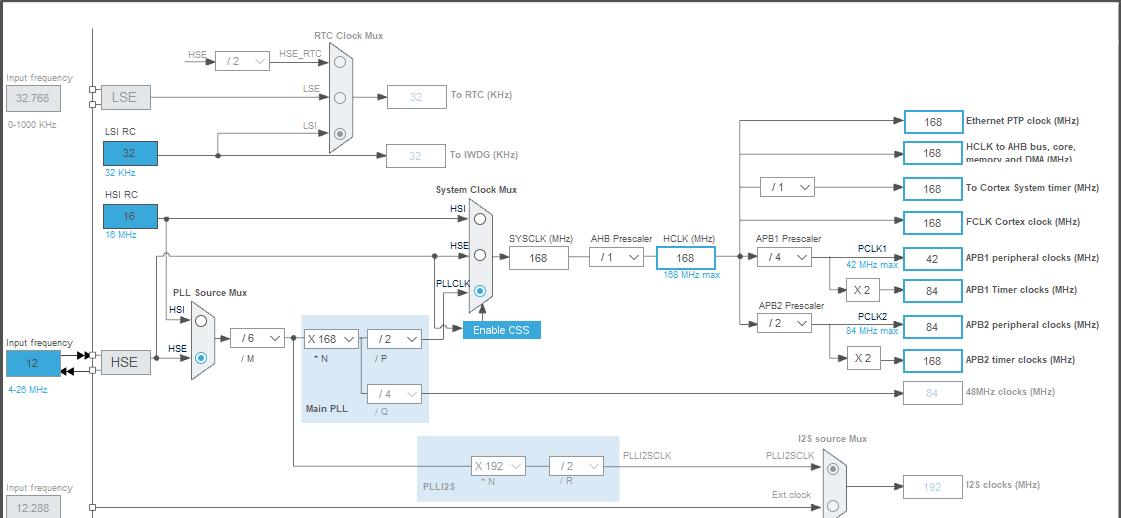 RTC Clock Mux
HSE
/ 2
HSE_RTC
Input frequency
32.768
0-1000 KHz
LSE
LSE
32
To RTC (KHz)
LSI
LSI RC
32
32 KHz
32
To IWDG (KHz)
HSI RC
16
16 MHz
System Clock Mux
HSI
HSE
PLLCLK
SYSCLK (MHz)
168
AHB Prescaler
/ 1
HCLK (MHz)
168
168 MHz max
Enable CSS
168
Ethernet PTP clock (MHz)
168
HCLK to AHB bus, core,
memory and DMA (MHz)
/ 1
168
To Cortex System timer (MHz)
168
FCLK Cortex clock (MHz)
APB1 Prescaler
/ 4
PCLK1
42 MHz max
42
APB1 peripheral clocks (MHz)
X 2
84
APB1 Timer clocks (MHz)
APB2 Prescaler
/ 2
PCLK2
84 MHz max
84
APB2 peripheral clocks (MHz)
X 2
168
APB2 timer clocks (MHz)
PLL Source Mux
HSI
HSE
Input frequency
12
4-26 MHz
HSE
/ 6
/ M
X 168
* N
/ 2
/ P
/ 4
/ Q
Main PLL
84
48MHz clocks (MHz)
X 192
* N
/ 2
/ R
PLLI2S
PLLI2SCLK
I2S source Mux
PLLI2SCLK
Ext.clock
192
I2S clocks (MHz)
Input frequency
12.288